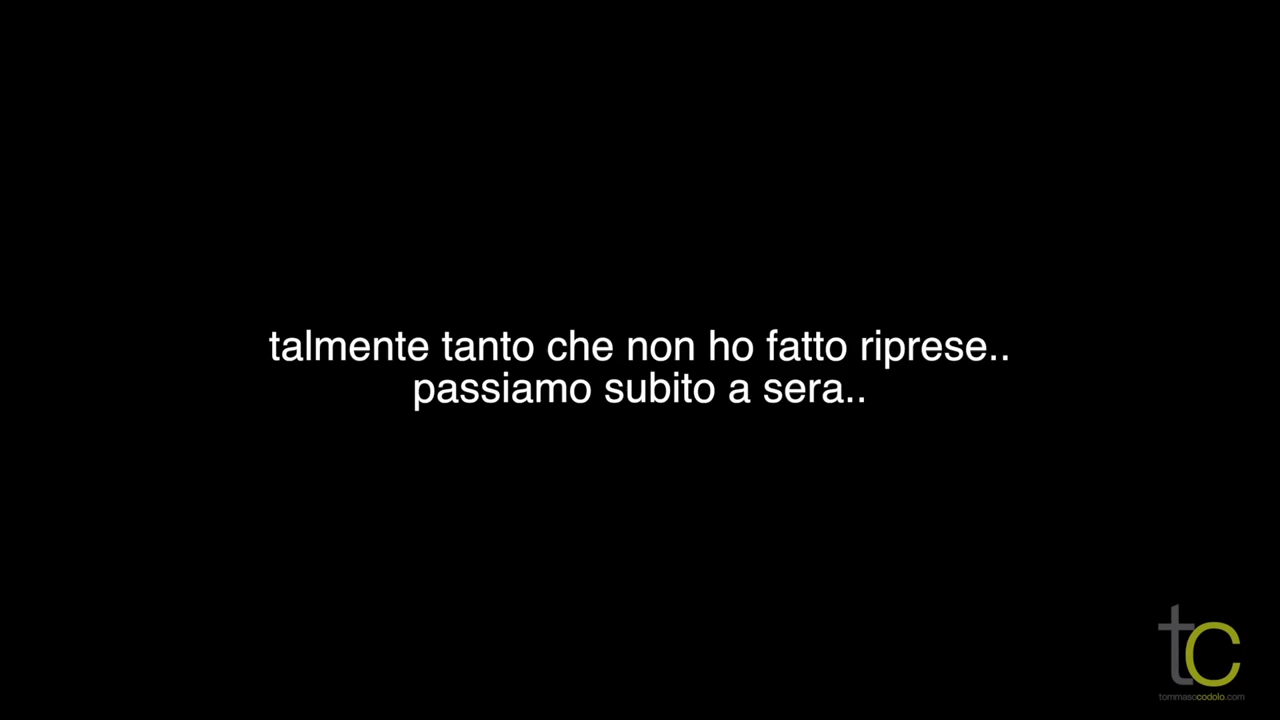 talmente tanto che non ho fatto riprese..
passiamo subito a sera..
tc
tommasocodolo.com